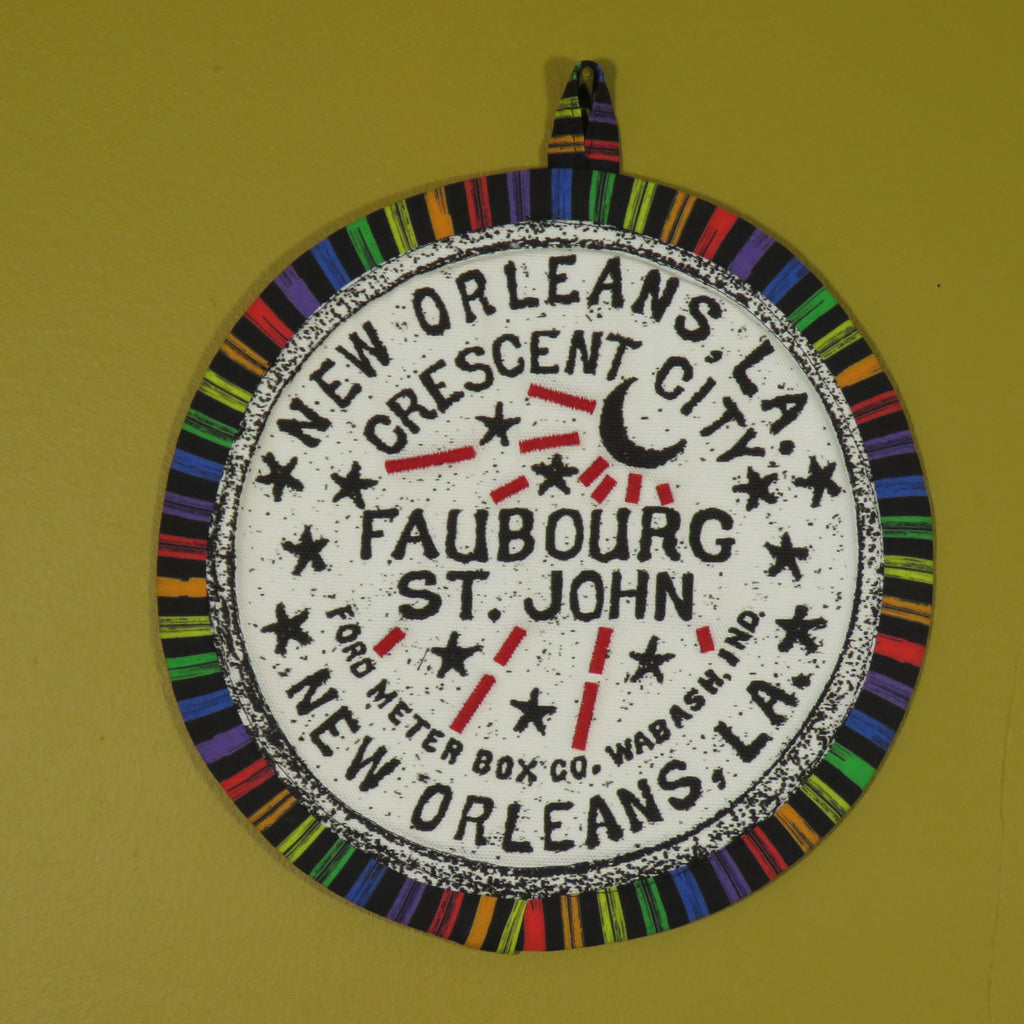 NEW ORLEANS, LA.
CRESCENT CITY
FAUBOURG
ST. JOHN
FORD METER BOX CO. WABASH, IND.
NEW ORLEANS, LA.